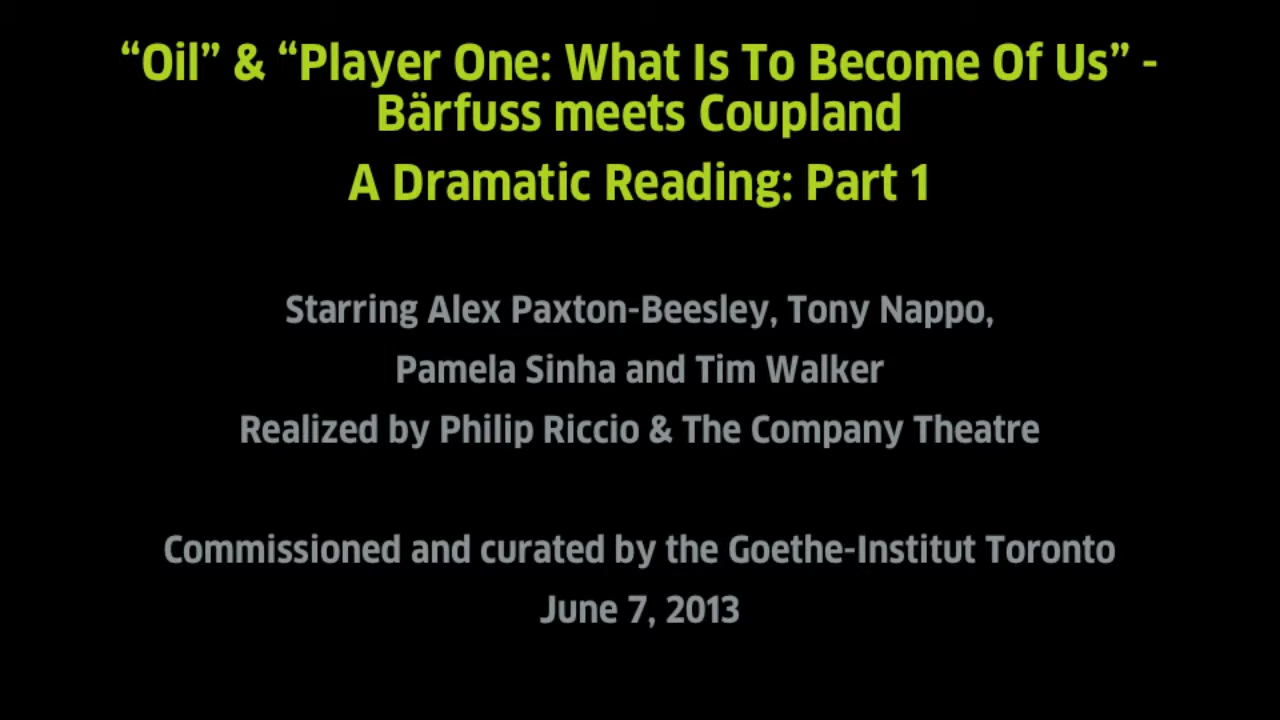 “Oil” & “Player One: What Is To Become Of Us” -
Bärfuss meets Coupland
A Dramatic Reading: Part 1
Starring Alex Paxton-Beesley, Tony Nappo,
Pamela Sinha and Tim Walker
Realized by Philip Riccio & The Company Theatre
Commissioned and curated by the Goethe-Institut Toronto
June 7, 2013